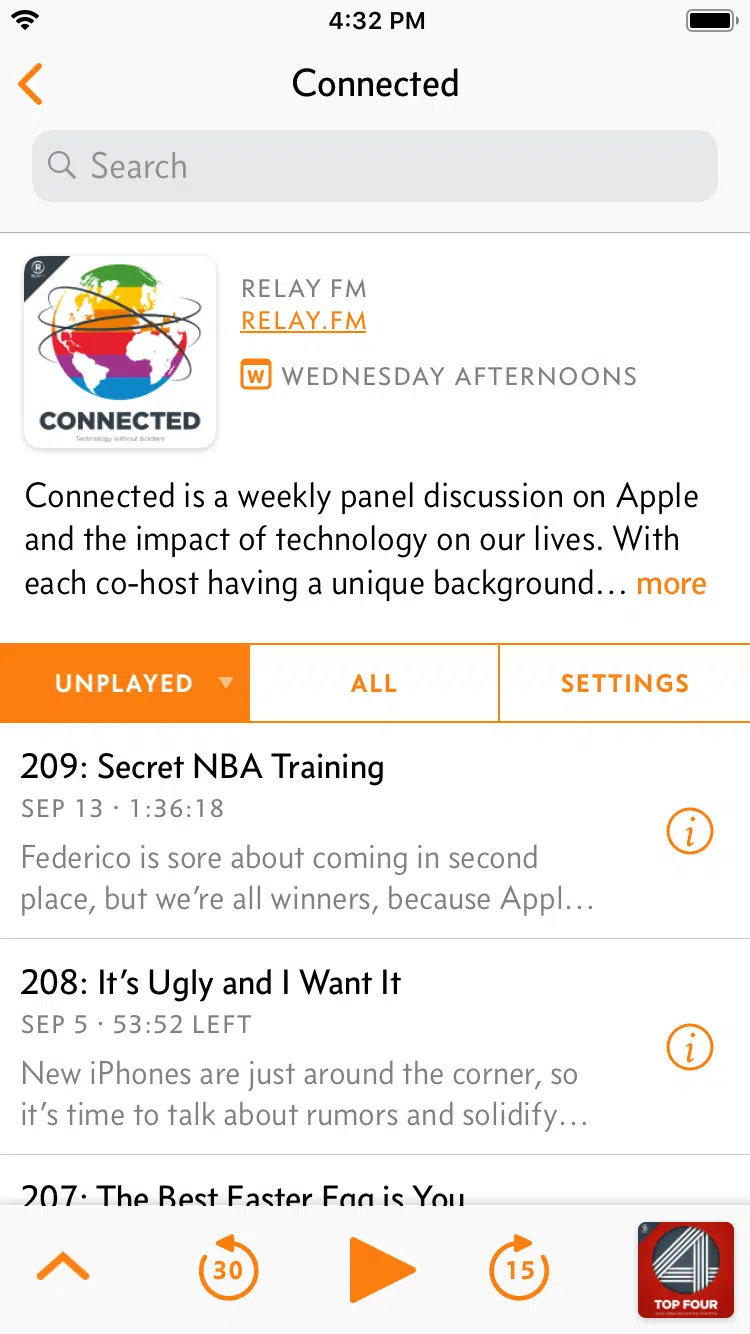 4:32 PM
Connected
Search
RELAY FM
RELAY.FM
W WEDNESDAY AFTERNOONS
R
CONNECTED
Technology without borders
Connected is a weekly panel discussion on Apple
and the impact of technology on our lives. With
each co-host having a unique background… more
UNPLAYED
ALL
SETTINGS
209: Secret NBA Training
SEP 13 · 1:36:18
Federico is sore about coming in second
place, but we’re all winners, because Appl…
208: It’s Ugly and I Want It
SEP 5 · 53:52 LEFT
New iPhones are just around the corner, so
it’s time to talk about rumors and solidify…
207: The Best Easter Egg is You
30
15
4
TOP FOUR